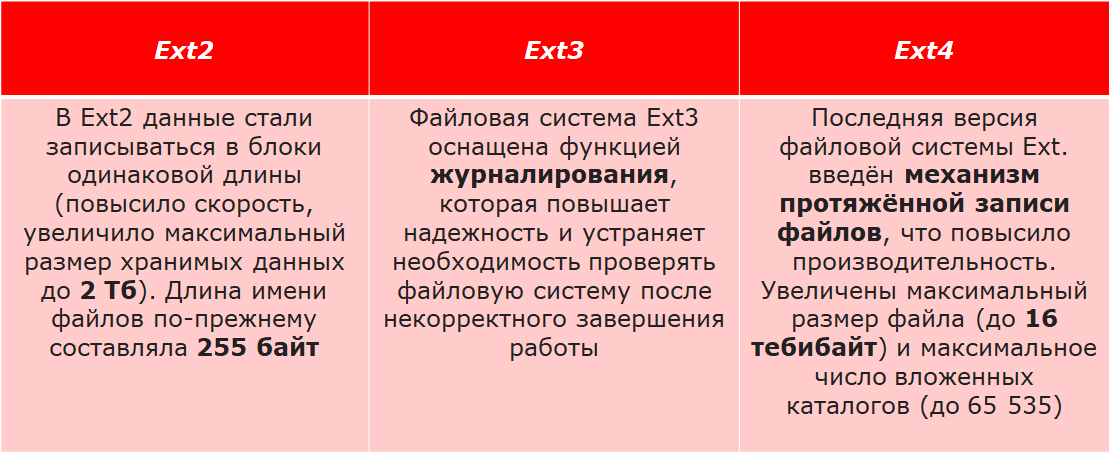 Ext2
Ext3
Ext4
В Ext2 данные стали
записываться в блоки
одинаковой длины
(повысило скорость,
увеличило максимальный
размер хранимых данных
до 2 Тб). Длина имени
файлов по-прежнему
составляла 255 байт
Файловая система Ext3
оснащена функцией
журналирования,
которая повышает
надежность и устраняет
необходимость проверять
файловую систему после
некорректного завершения
работы
Последняя версия
файловой системы Ext.
введён механизм
протяжённой записи
файлов, что повысило
производительность.
Увеличены максимальный
размер файла (до 16
тебибайт) и максимальное
число вложенных
каталогов (до 65 535)